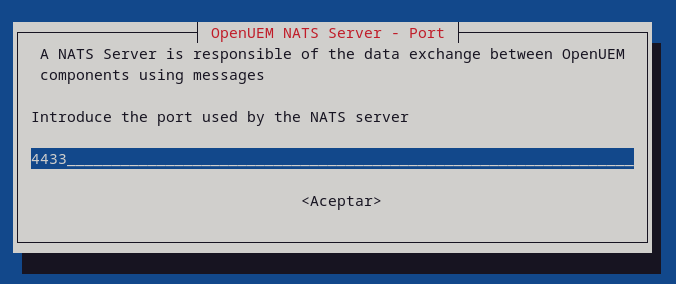 OpenUEM NATS Server - Port
A NATS Server is responsible of the data exchange between OpenUEM
components using messages
Introduce the port used by the NATS server
4433
<Aceptar>